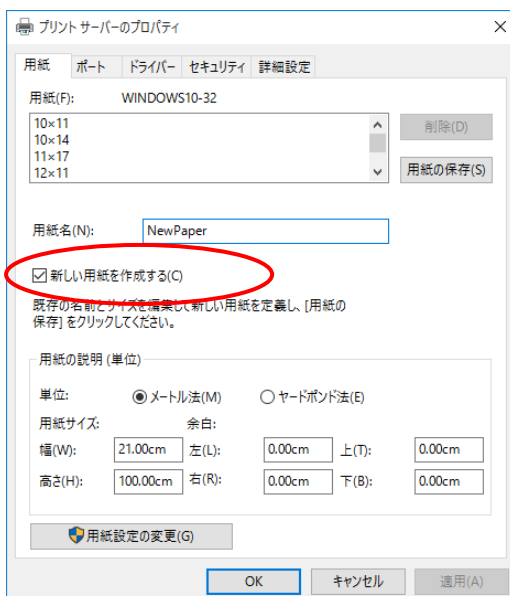 プリント サーバーのプロパティ
用紙 ポート ドライバー セキュリティ 詳細設定
用紙(F): WINDOWS10-32
10×11
10×14
11×17
12×11
削除(D)
用紙の保存(S)
用紙名(N): NewPaper
新しい用紙を作成する(C)
既存の名前とサイズを編集して新しい用紙を定義し、[用紙の
保存] をクリックしてください。
用紙の説明 (単位)
単位: メートル法(M) ヤードポンド法(E)
用紙サイズ: 余白:
幅(W): 21.00cm 左(L): 0.00cm 上(T): 0.00cm
高さ(H): 100.00cm 右(R): 0.00cm 下(B): 0.00cm
用紙設定の変更(G)
OK キャンセル 適用(A)